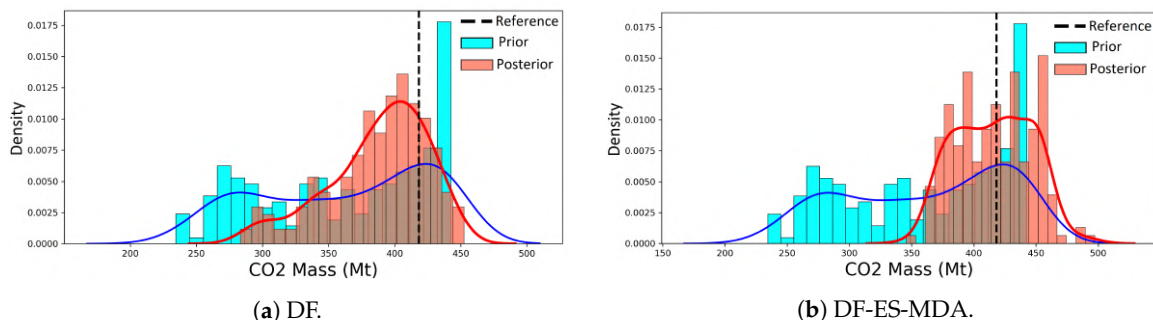 0.0175
0.0150
0.0125
0.0100
0.0075
0.0050
0.0025
0.0000
Density
200
250
300
350
400
450
500
CO2 Mass (Mt)
Reference
Prior
Posterior
(a) DF.
0.0175
0.0150
0.0125
0.0100
0.0075
0.0050
0.0025
0.0000
Density
150
200
250
300
350
400
450
500
CO2 Mass (Mt)
Reference
Prior
Posterior
(b) DF-ES-MDA.